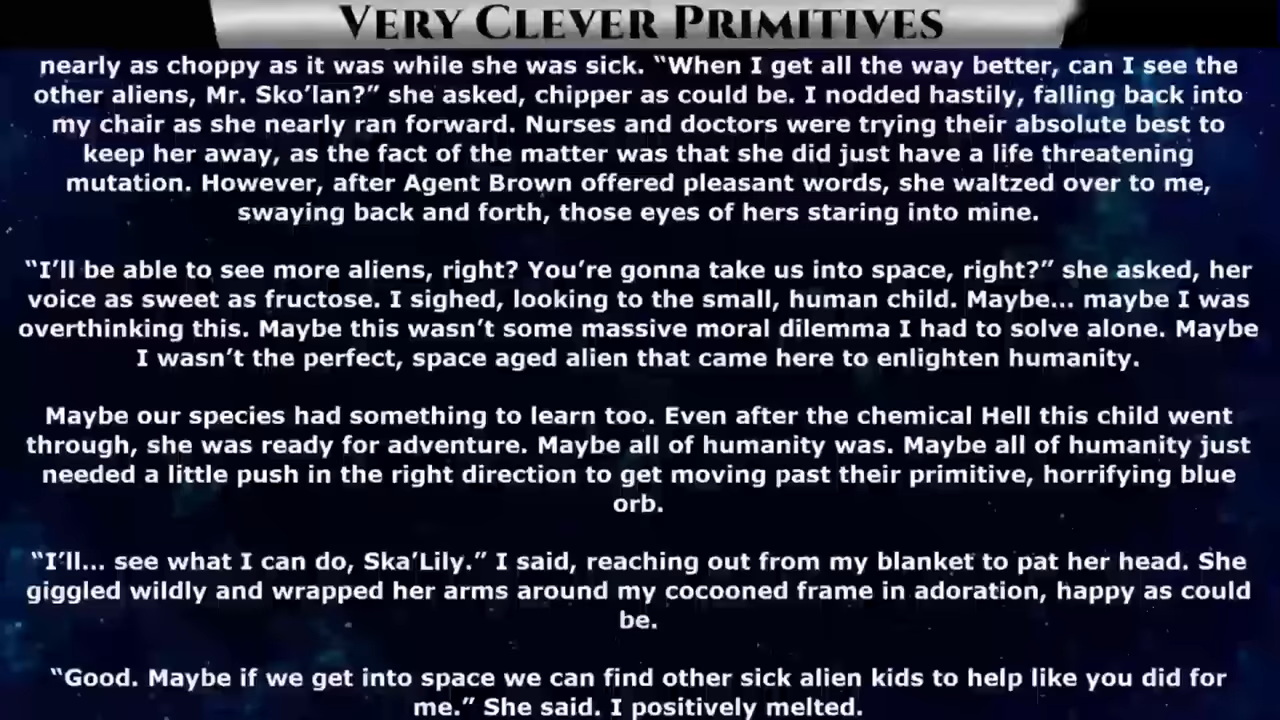 VERY CLEVER PRIMITIVES
nearly as choppy as it was while she was sick. “When I get all the way better, can I see the
other aliens, Mr. Sko’lan?” she asked, chipper as could be. I nodded hastily, falling back into
my chair as she nearly ran forward. Nurses and doctors were trying their absolute best to
keep her away, as the fact of the matter was that she did just have a life threatening
mutation. However, after Agent Brown offered pleasant words, she waltzed over to me,
swaying back and forth, those eyes of hers staring into mine.
“I’ll be able to see more aliens, right? You’re gonna take us into space, right?” she asked, her
voice as sweet as fructose. I sighed, looking to the small, human child. Maybe... maybe I was
overthinking this. Maybe this wasn’t some massive moral dilemma I had to solve alone. Maybe
I wasn’t the perfect, space aged alien that came here to enlighten humanity.
Maybe our species had something to learn too. Even after the chemical Hell this child went
through, she was ready for adventure. Maybe all of humanity was. Maybe all of humanity just
needed a little push in the right direction to get moving past their primitive, horrifying blue
orb.
“I’ll... see what I can do, Ska’Lily.” I said, reaching out from my blanket to pat her head. She
giggled wildly and wrapped her arms around my cocooned frame in adoration, happy as could
be.
“Good. Maybe if we get into space we can find other sick alien kids to help like you did for
me.” She said. I positively melted.